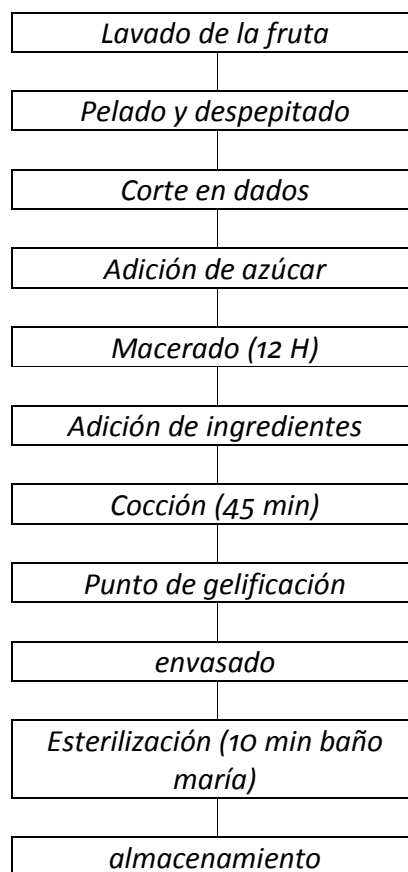 Lavado de la fruta
Pelado y despepitado
Corte en dados
Adición de azúcar
Macerado (12 H)
Adición de ingredientes
Cocción (45 min)
Punto de gelificación
envasado
Esterilización (10 min baño
maría)
almacenamiento